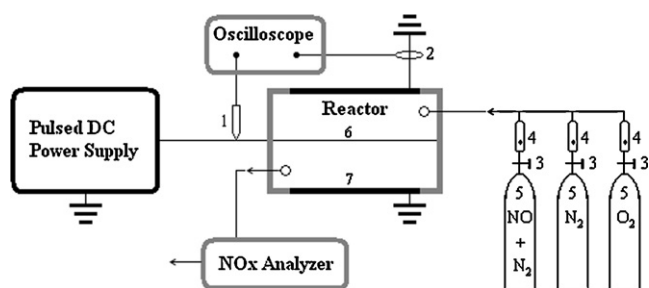 Oscilloscope
2
Pulsed DC
Power Supply
1
Reactor
6
7
4 4 4
3 3 3
5 5 5
NO
+
N₂
N₂
O₂
NOx Analyzer